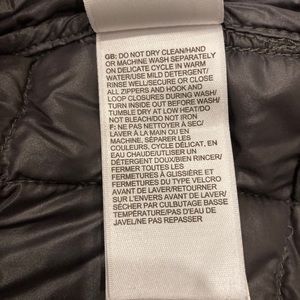 GB: DO NOT DRY CLEAN/HAND
OR MACHINE WASH SEPARATELY
ON DELICATE CYCLE IN WARM
WATER/USE MILD DETERGENT/
RINSE WELL/SECURE OR CLOSE
ALL ZIPPERS AND HOOK AND
LOOP CLOSURES DURING WASH/
TURN INSIDE OUT BEFORE WASH/
TUMBLE DRY AT LOW HEAT/DO
NOT BLEACH/DO NOT IRON
F: NE PAS NETTOYER À SEC/
LAVER À LA MAIN OU EN
MACHINE, SÉPARER LES
COULEURS, CYCLE DÉLICAT, EN
EAU CHAUDE/UTILISER UN
DÉTERGENT DOUX/BIEN RINCER/
FERMER TOUTES LES
FERMETURES À GLISSIÈRE ET
FERMETURES DU TYPE VELCRO
AVANT DE LAVER/RETOURNER
SUR L'ENVERS AVANT DE LAVER/
SÉCHER PAR CULBUTAGE BASSE
TEMPÉRATURE/PAS D'EAU DE
JAVEL/NE PAS REPASSER